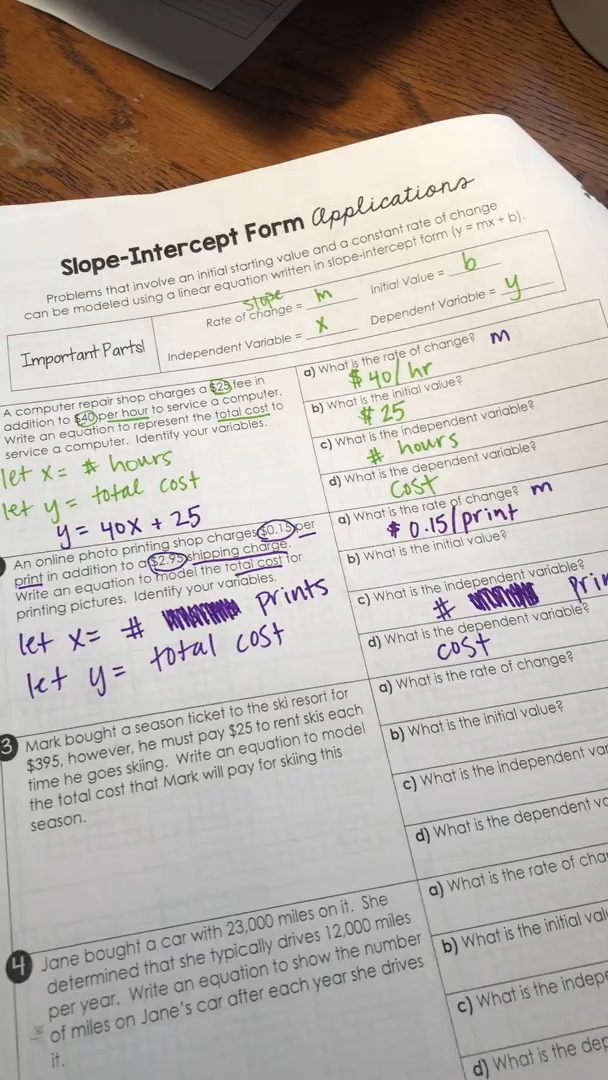 Slope-Intercept Form Applications
Problems that involve an initial starting value and a constant rate of change
can be modeled using a linear equation written in slope-intercept form (y = mx + b).
Important Parts!
slope
Rate of change = m
Initial Value = b
Independent Variable = x
Dependent Variable = y
A computer repair shop charges a $25 fee in
addition to $40 per hour to service a computer.
Write an equation to represent the total cost to
service a computer. Identify your variables.
let x = # hours
let y = total cost
y = 40x + 25
a) What is the rate of change? m
$40/hr
b) What is the initial value?
$25
c) What is the independent variable?
# hours
d) What is the dependent variable?
cost
An online photo printing shop charges $0.15 per
print in addition to a $2.95 shipping charge.
Write an equation to model the total cost for
printing pictures. Identify your variables.
let x = # prints
let y = total cost
a) What is the rate of change? m
$0.15/print
b) What is the initial value?
c) What is the independent variable?
# prin
d) What is the dependent variable?
cost
3 Mark bought a season ticket to the ski resort for
$395, however, he must pay $25 to rent skis each
time he goes skiing. Write an equation to model
the total cost that Mark will pay for skiing this
season.
a) What is the rate of change?
b) What is the initial value?
c) What is the independent var
d) What is the dependent va
4 Jane bought a car with 23,000 miles on it. She
determined that she typically drives 12,000 miles
per year. Write an equation to show the number
of miles on Jane's car after each year she drives
it.
a) What is the rate of cha
b) What is the initial valu
c) What is the indepe
d) What is the dep